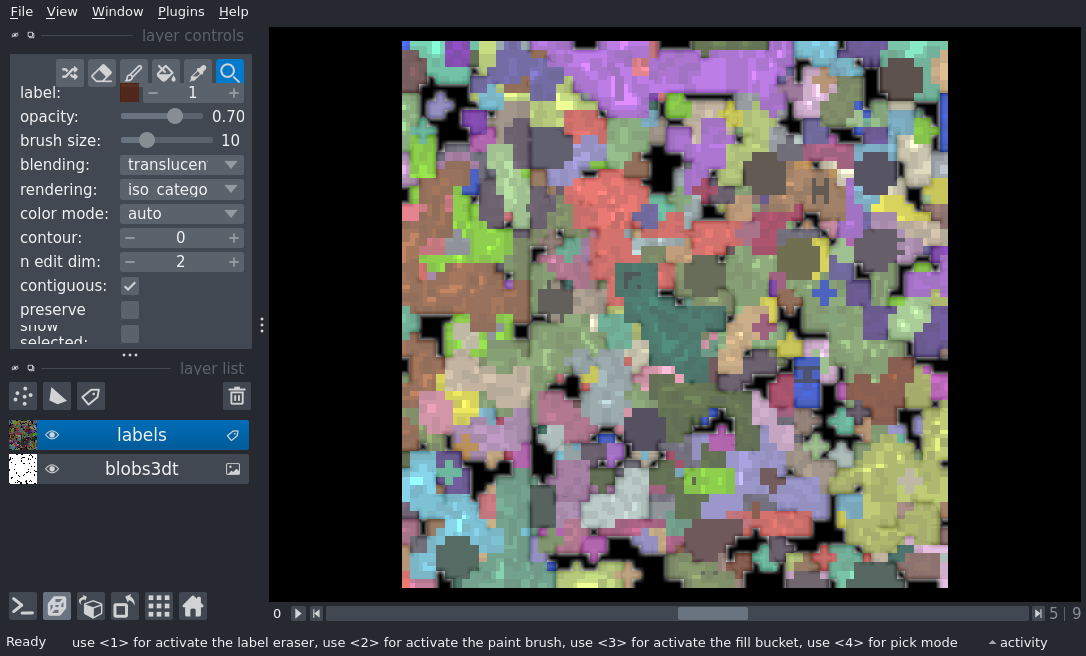 File View Window Plugins Help
layer controls
label: 1
opacity: 0.70
brush size: 10
blending: translucen
rendering: iso catego
color mode: auto
contour: 0
n edit dim: 2
contiguous:
preserve
show
selected:
layer list
labels
blobs3dt
0 5 9
Ready use <1> for activate the label eraser, use <2> for activate the paint brush, use <3> for activate the fill bucket, use <4> for pick mode activity